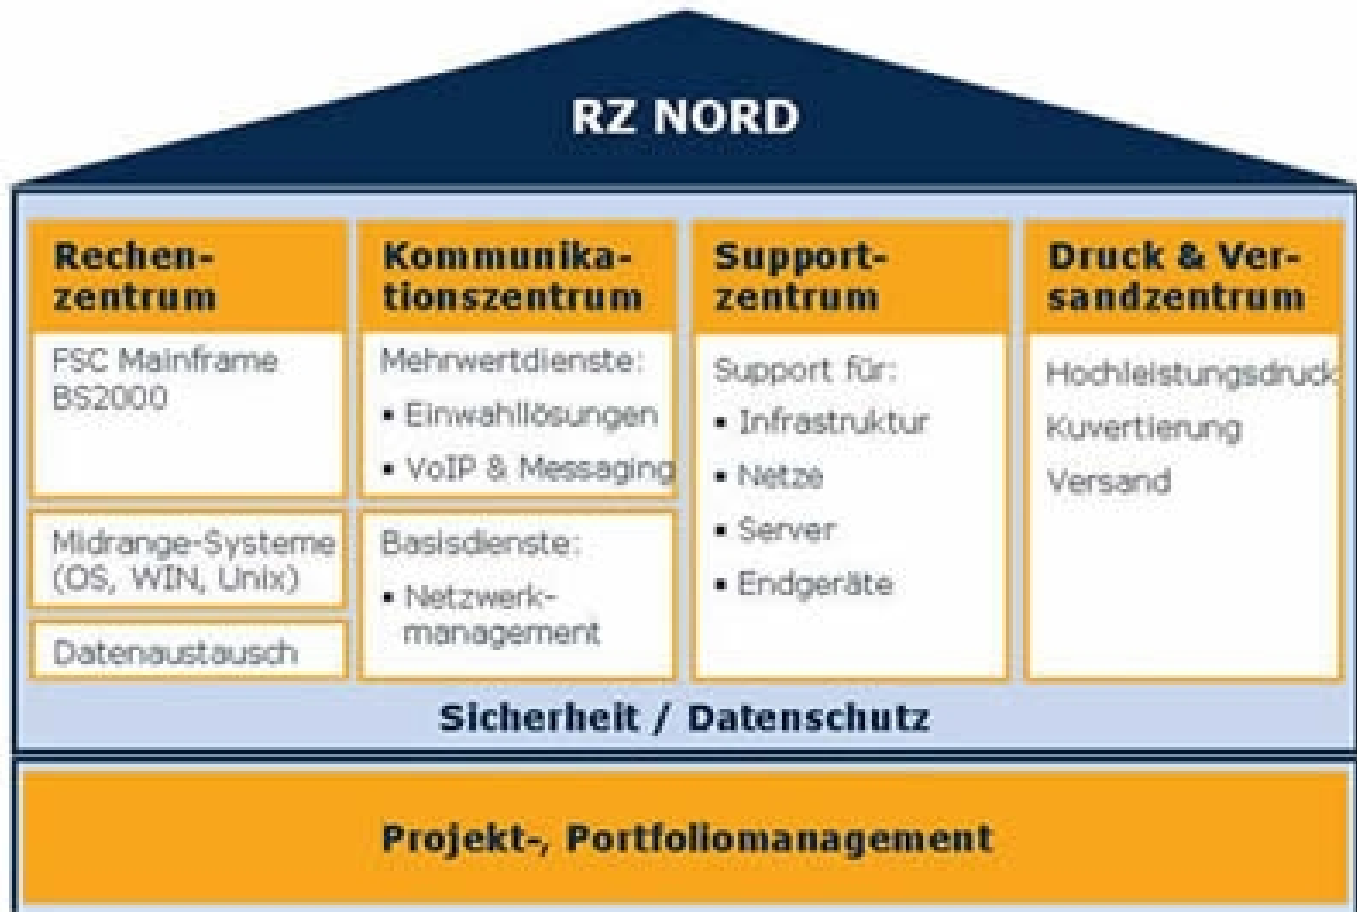 RZ NORD
Rechen-
zentrum
FSC Mainframe
BS2000
Midrange-Systeme
(OS, WIN, Unix)
Datenaustausch
Kommunika-
tionszentrum
Mehrwertdienste:
▪ Einwahllösungen
▪ VoIP & Messaging
Basisdienste:
▪ Netzwerk-
management
Support-
zentrum
Support für:
▪ Infrastruktur
▪ Netze
▪ Server
▪ Endgeräte
Druck & Ver-
sandzentrum
Hochleistungsdruck
Kuvertierung
Versand
Sicherheit / Datenschutz
Projekt-, Portfoliomanagement